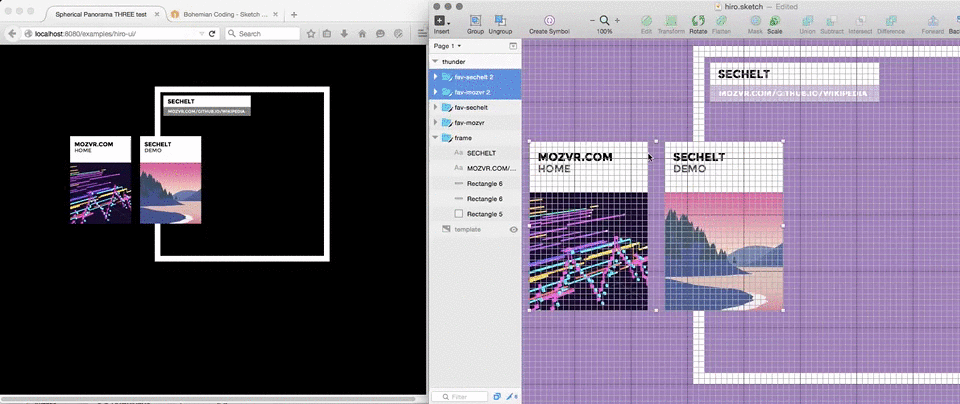 Spherical Panorama THREE test
Bohemian Coding - Sketch ...
localhost:8080/examples/hiro-ui/
Search
SECHELT
MOZVR.COM/GITHUB.IO/WIKIPEDIA
MOZVR.COM
HOME
SECHELT
DEMO
hiro.sketch — Edited
Insert
Group
Ungroup
Create Symbol
100%
Edit
Transform
Rotate
Flatten
Mask
Scale
Union
Subtract
Intersect
Difference
Forward
Page 1
thunder
fav-sechelt 2
fav-mozvr 2
fav-sechelt
fav-mozvr
frame
Aa SECHELT
Aa MOZVR.COM/...
Rectangle 6
Rectangle 6
Rectangle 5
template
Filter
6
SECHELT
MOZVR.COM/GITHUB.IO/WIKIPEDIA
MOZVR.COM
HOME
SECHELT
DEMO